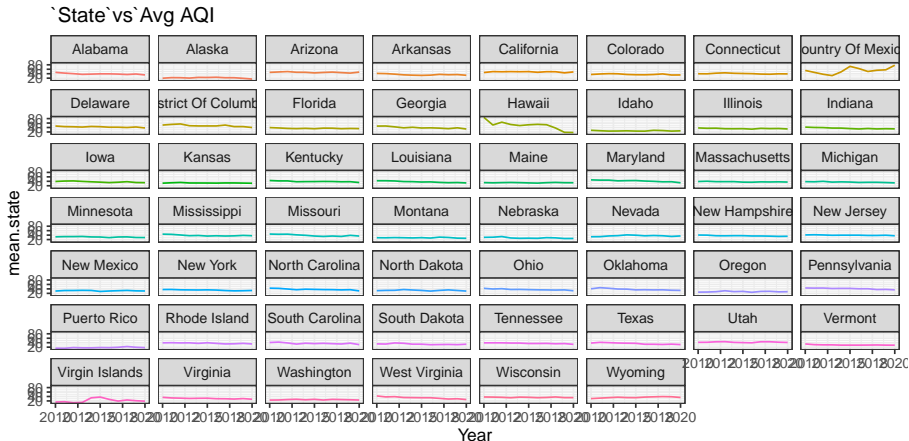 `State`vs`Avg AQI
Alabama Alaska Arizona Arkansas California Colorado Connecticut ountry Of Mexic
Delaware strict Of Columb Florida Georgia Hawaii Idaho Illinois Indiana
Iowa Kansas Kentucky Louisiana Maine Maryland Massachusetts Michigan
Minnesota Mississippi Missouri Montana Nebraska Nevada New Hampshire New Jersey
New Mexico New York North Carolina North Dakota Ohio Oklahoma Oregon Pennsylvania
Puerto Rico Rhode Island South Carolina South Dakota Tennessee Texas Utah Vermont
Virgin Islands Virginia Washington West Virginia Wisconsin Wyoming
mean.state
Year